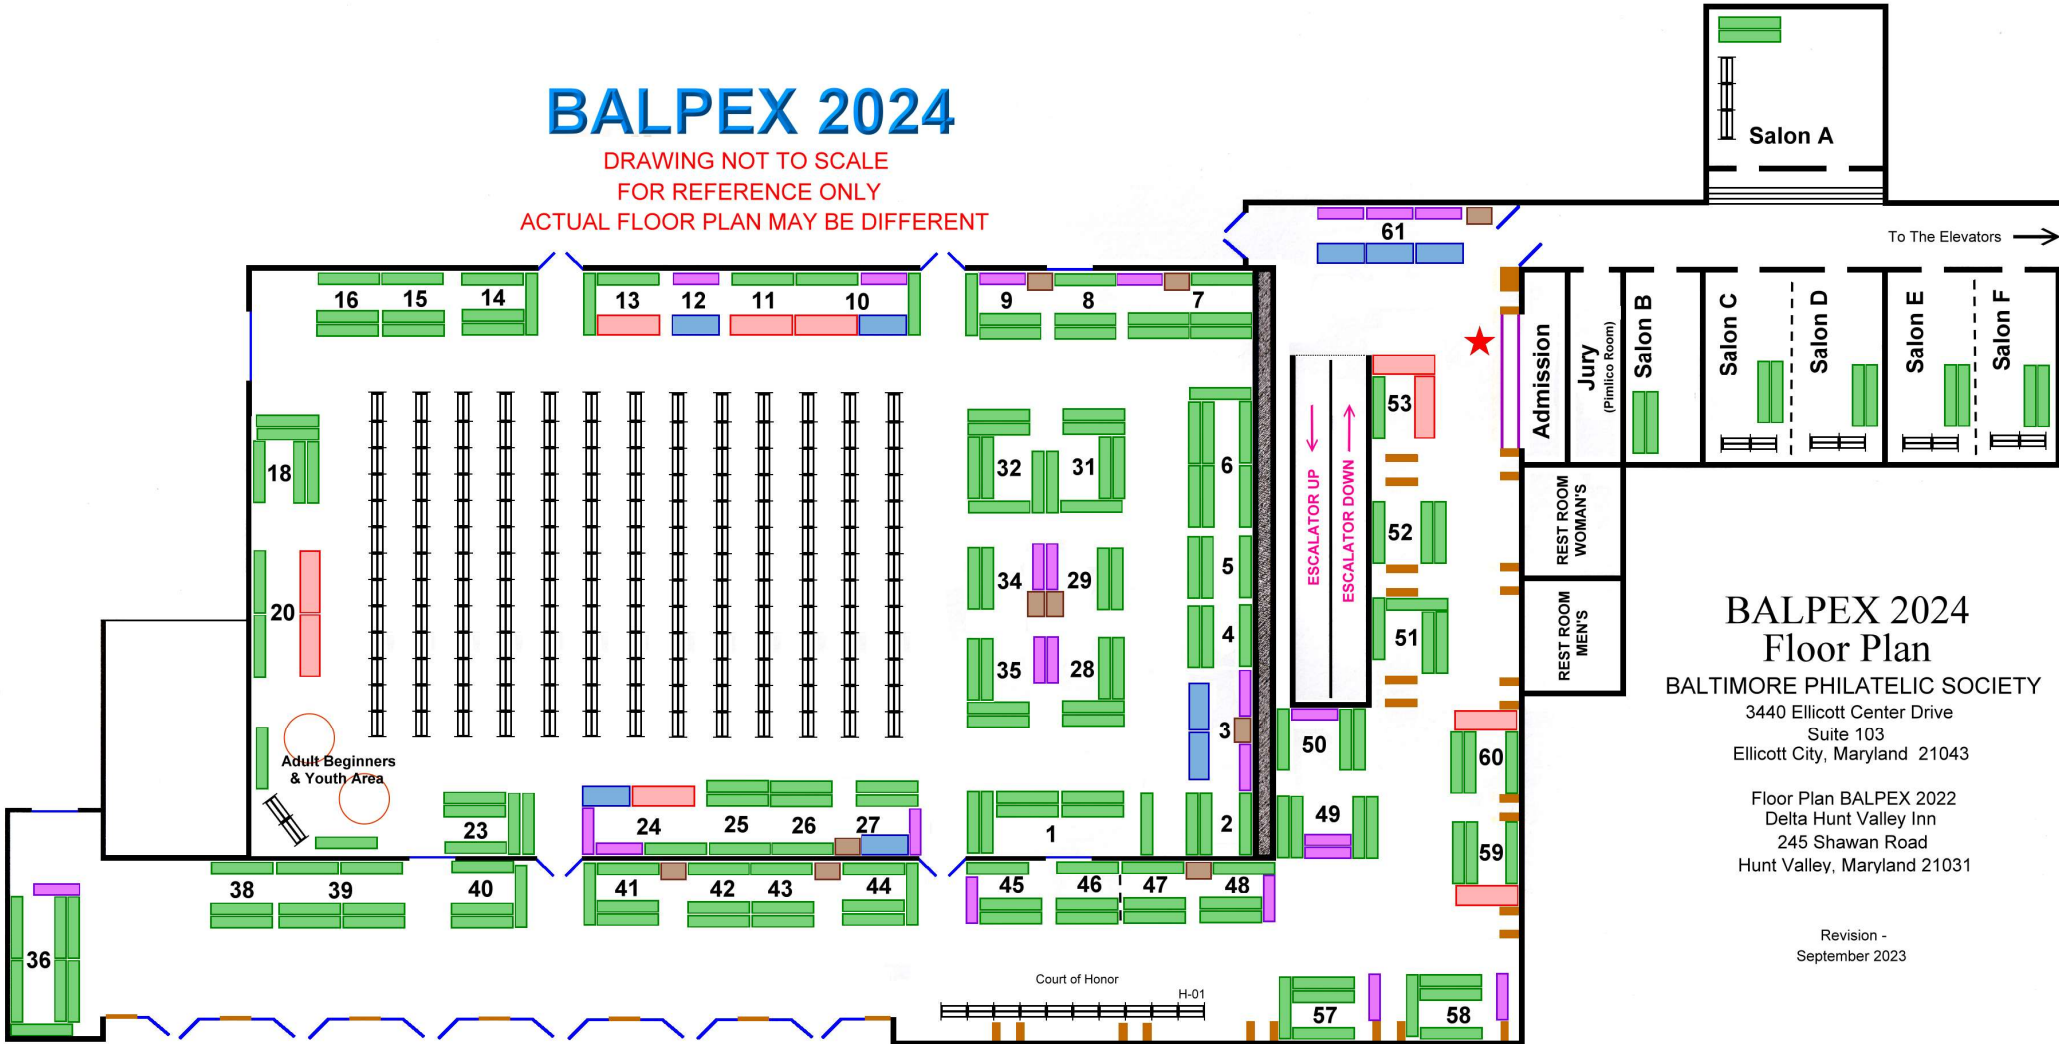 BALPEX 2024
DRAWING NOT TO SCALE
FOR REFERENCE ONLY
ACTUAL FLOOR PLAN MAY BE DIFFERENT
Salon A
To The Elevators
61
16
15
14
13
12
11
10
9
8
7
Admission
Jury
(Pimlico Room)
Salon B
Salon C
Salon D
Salon E
Salon F
53
18
32
31
6
ESCALATOR UP
ESCALATOR DOWN
52
REST ROOM
WOMAN'S
20
34
29
5
4
51
REST ROOM
MEN'S
35
28
3
50
60
Adult Beginners
& Youth Area
23
24
25
26
27
1
2
49
59
38
39
40
41
42
43
44
45
46
47
48
36
Court of Honor
H-01
57
58
BALPEX 2024
Floor Plan
BALTIMORE PHILATELIC SOCIETY
3440 Ellicott Center Drive
Suite 103
Ellicott City, Maryland 21043
Floor Plan BALPEX 2022
Delta Hunt Valley Inn
245 Shawan Road
Hunt Valley, Maryland 21031
Revision -
September 2023